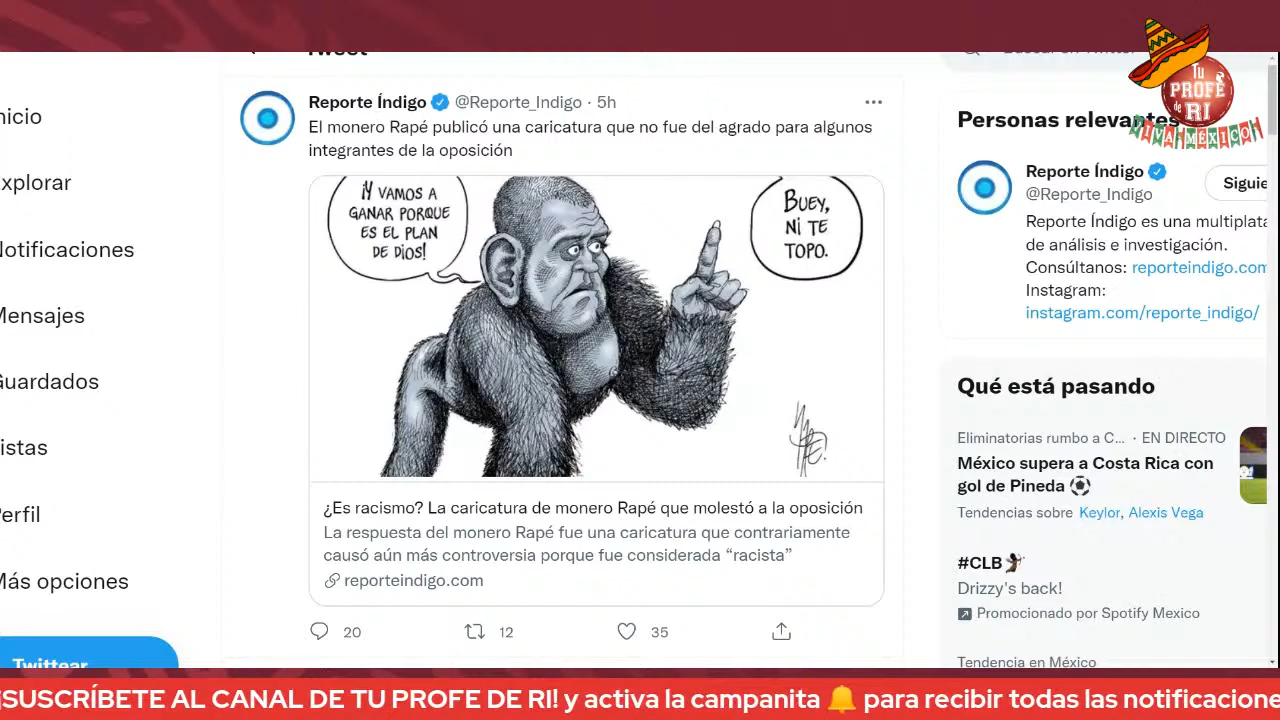 Tweet
Tu
PROFE
de
RI
¡VIVA MÉXICO!
nicio
xplorar
Notificaciones
Mensajes
Guardados
istas
Perfil
Más opciones
Twittear
Reporte Índigo @Reporte_Indigo · 5h
El monero Rapé publicó una caricatura que no fue del agrado para algunos
integrantes de la oposición
¡Y VAMOS A
GANAR PORQUE
ES EL PLAN
DE DIOS!
BUEY,
NI TE
TOPO.
¿Es racismo? La caricatura de monero Rapé que molestó a la oposición
La respuesta del monero Rapé fue una caricatura que contrariamente
causó aún más controversia porque fue considerada “racista”
reporteindigo.com
20
12
35
Personas relevantes
Reporte Índigo
@Reporte_Indigo
Siguie
Reporte Índigo es una multiplata
de análisis e investigación.
Consúltanos: reporteindigo.com
Instagram:
instagram.com/reporte_indigo/
Qué está pasando
Eliminatorias rumbo a C... · EN DIRECTO
México supera a Costa Rica con
gol de Pineda
Tendencias sobre Keylor, Alexis Vega
#CLB
Drizzy's back!
Promocionado por Spotify Mexico
Tendencia en México
¡SUSCRÍBETE AL CANAL DE TU PROFE DE RI! y activa la campanita 🔔 para recibir todas las notificacione